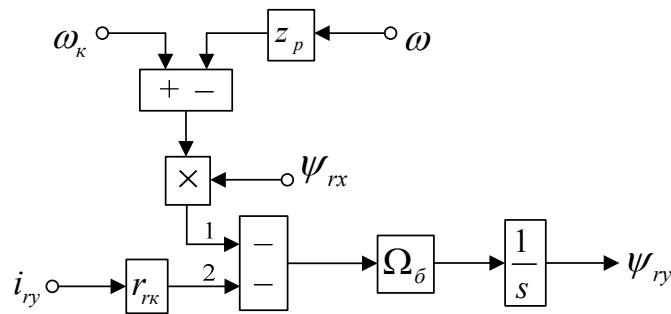 ω_к z_p ω
+ −
× ψ_rx
1 −
i_ry r_rк 2 − Ω_б 1/s ψ_ry